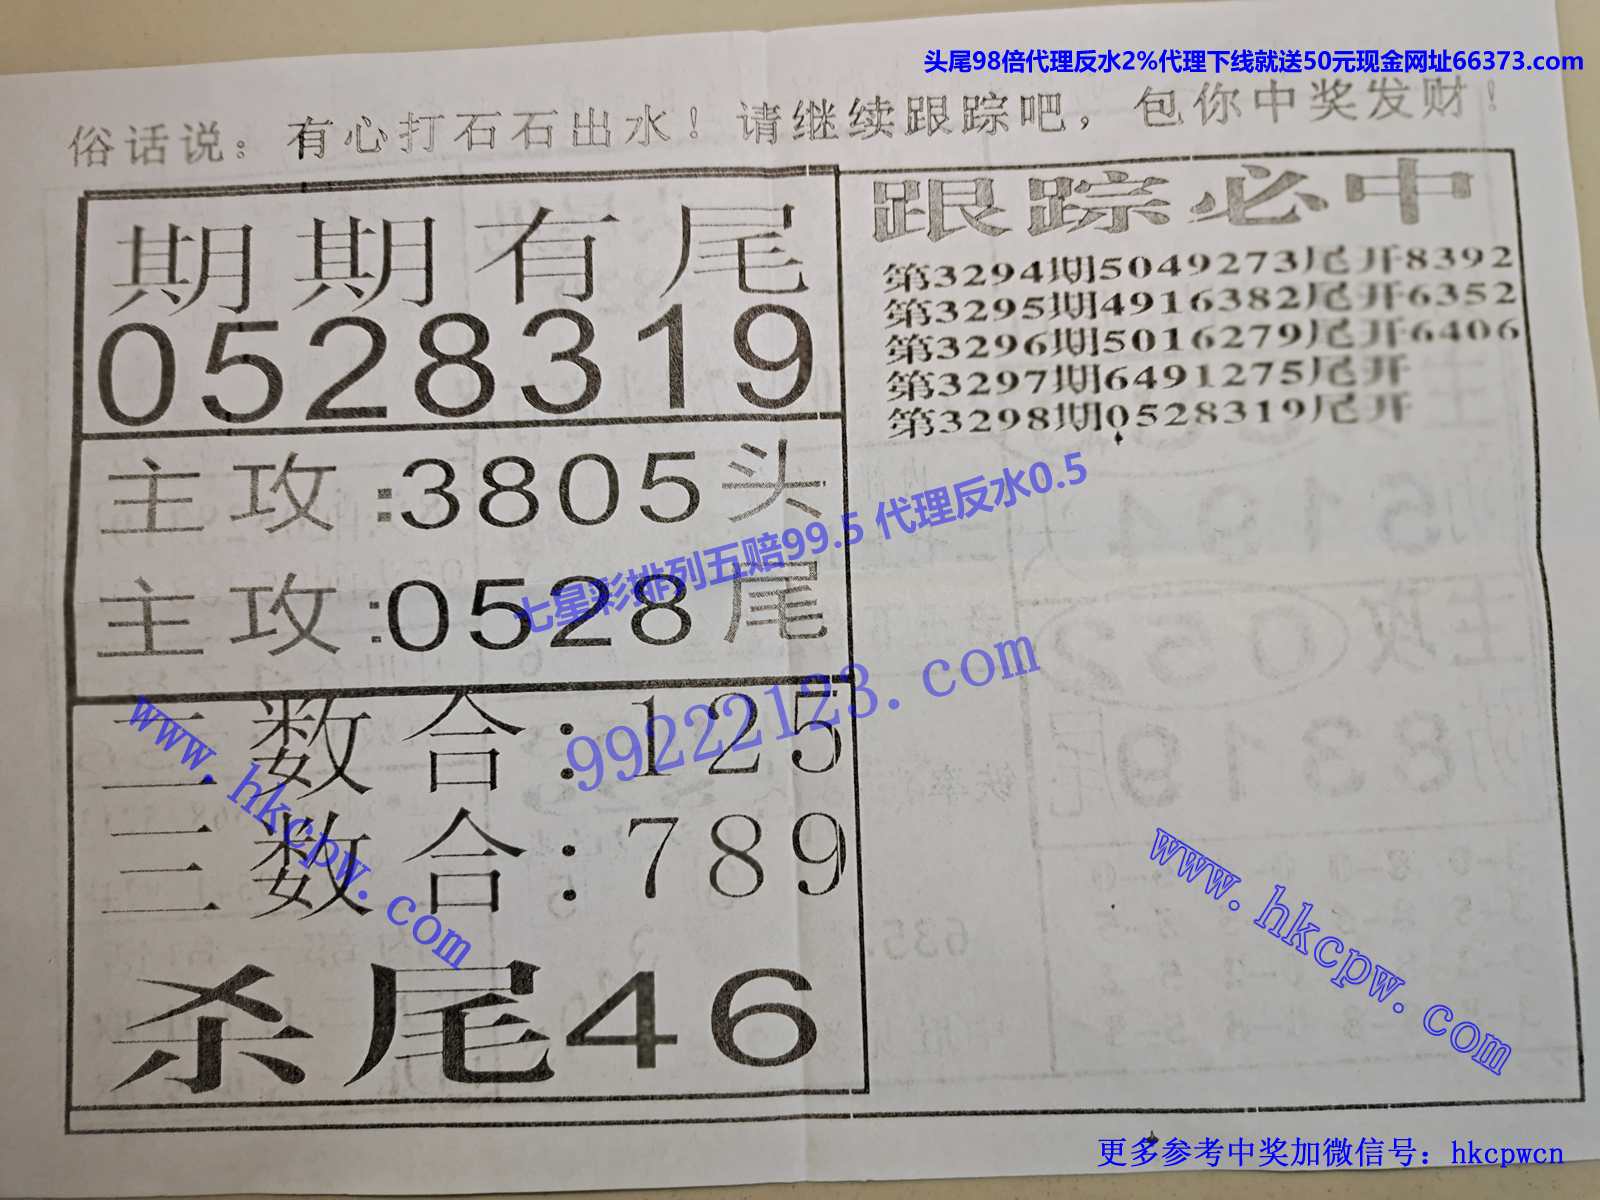 头尾98倍代理反水2%代理下线就送50元现金网址66373.com
俗话说：有心打石石出水！请继续跟踪吧，包你中奖发财！
期期有尾
0528319
主攻:3805头
主攻:0528尾
二数合:125
三数合:789
杀尾46
跟踪必中
第3294期5049273尾开8392
第3295期4916382尾开6352
第3296期5016279尾开6406
第3297期6491275尾开
第3298期0528319尾开
七星彩排列五赔99.5 代理反水0.5
99222123.com
www.hkcpw.com
www.hkcpw.com
更多参考中奖加微信号：hkcpwcn